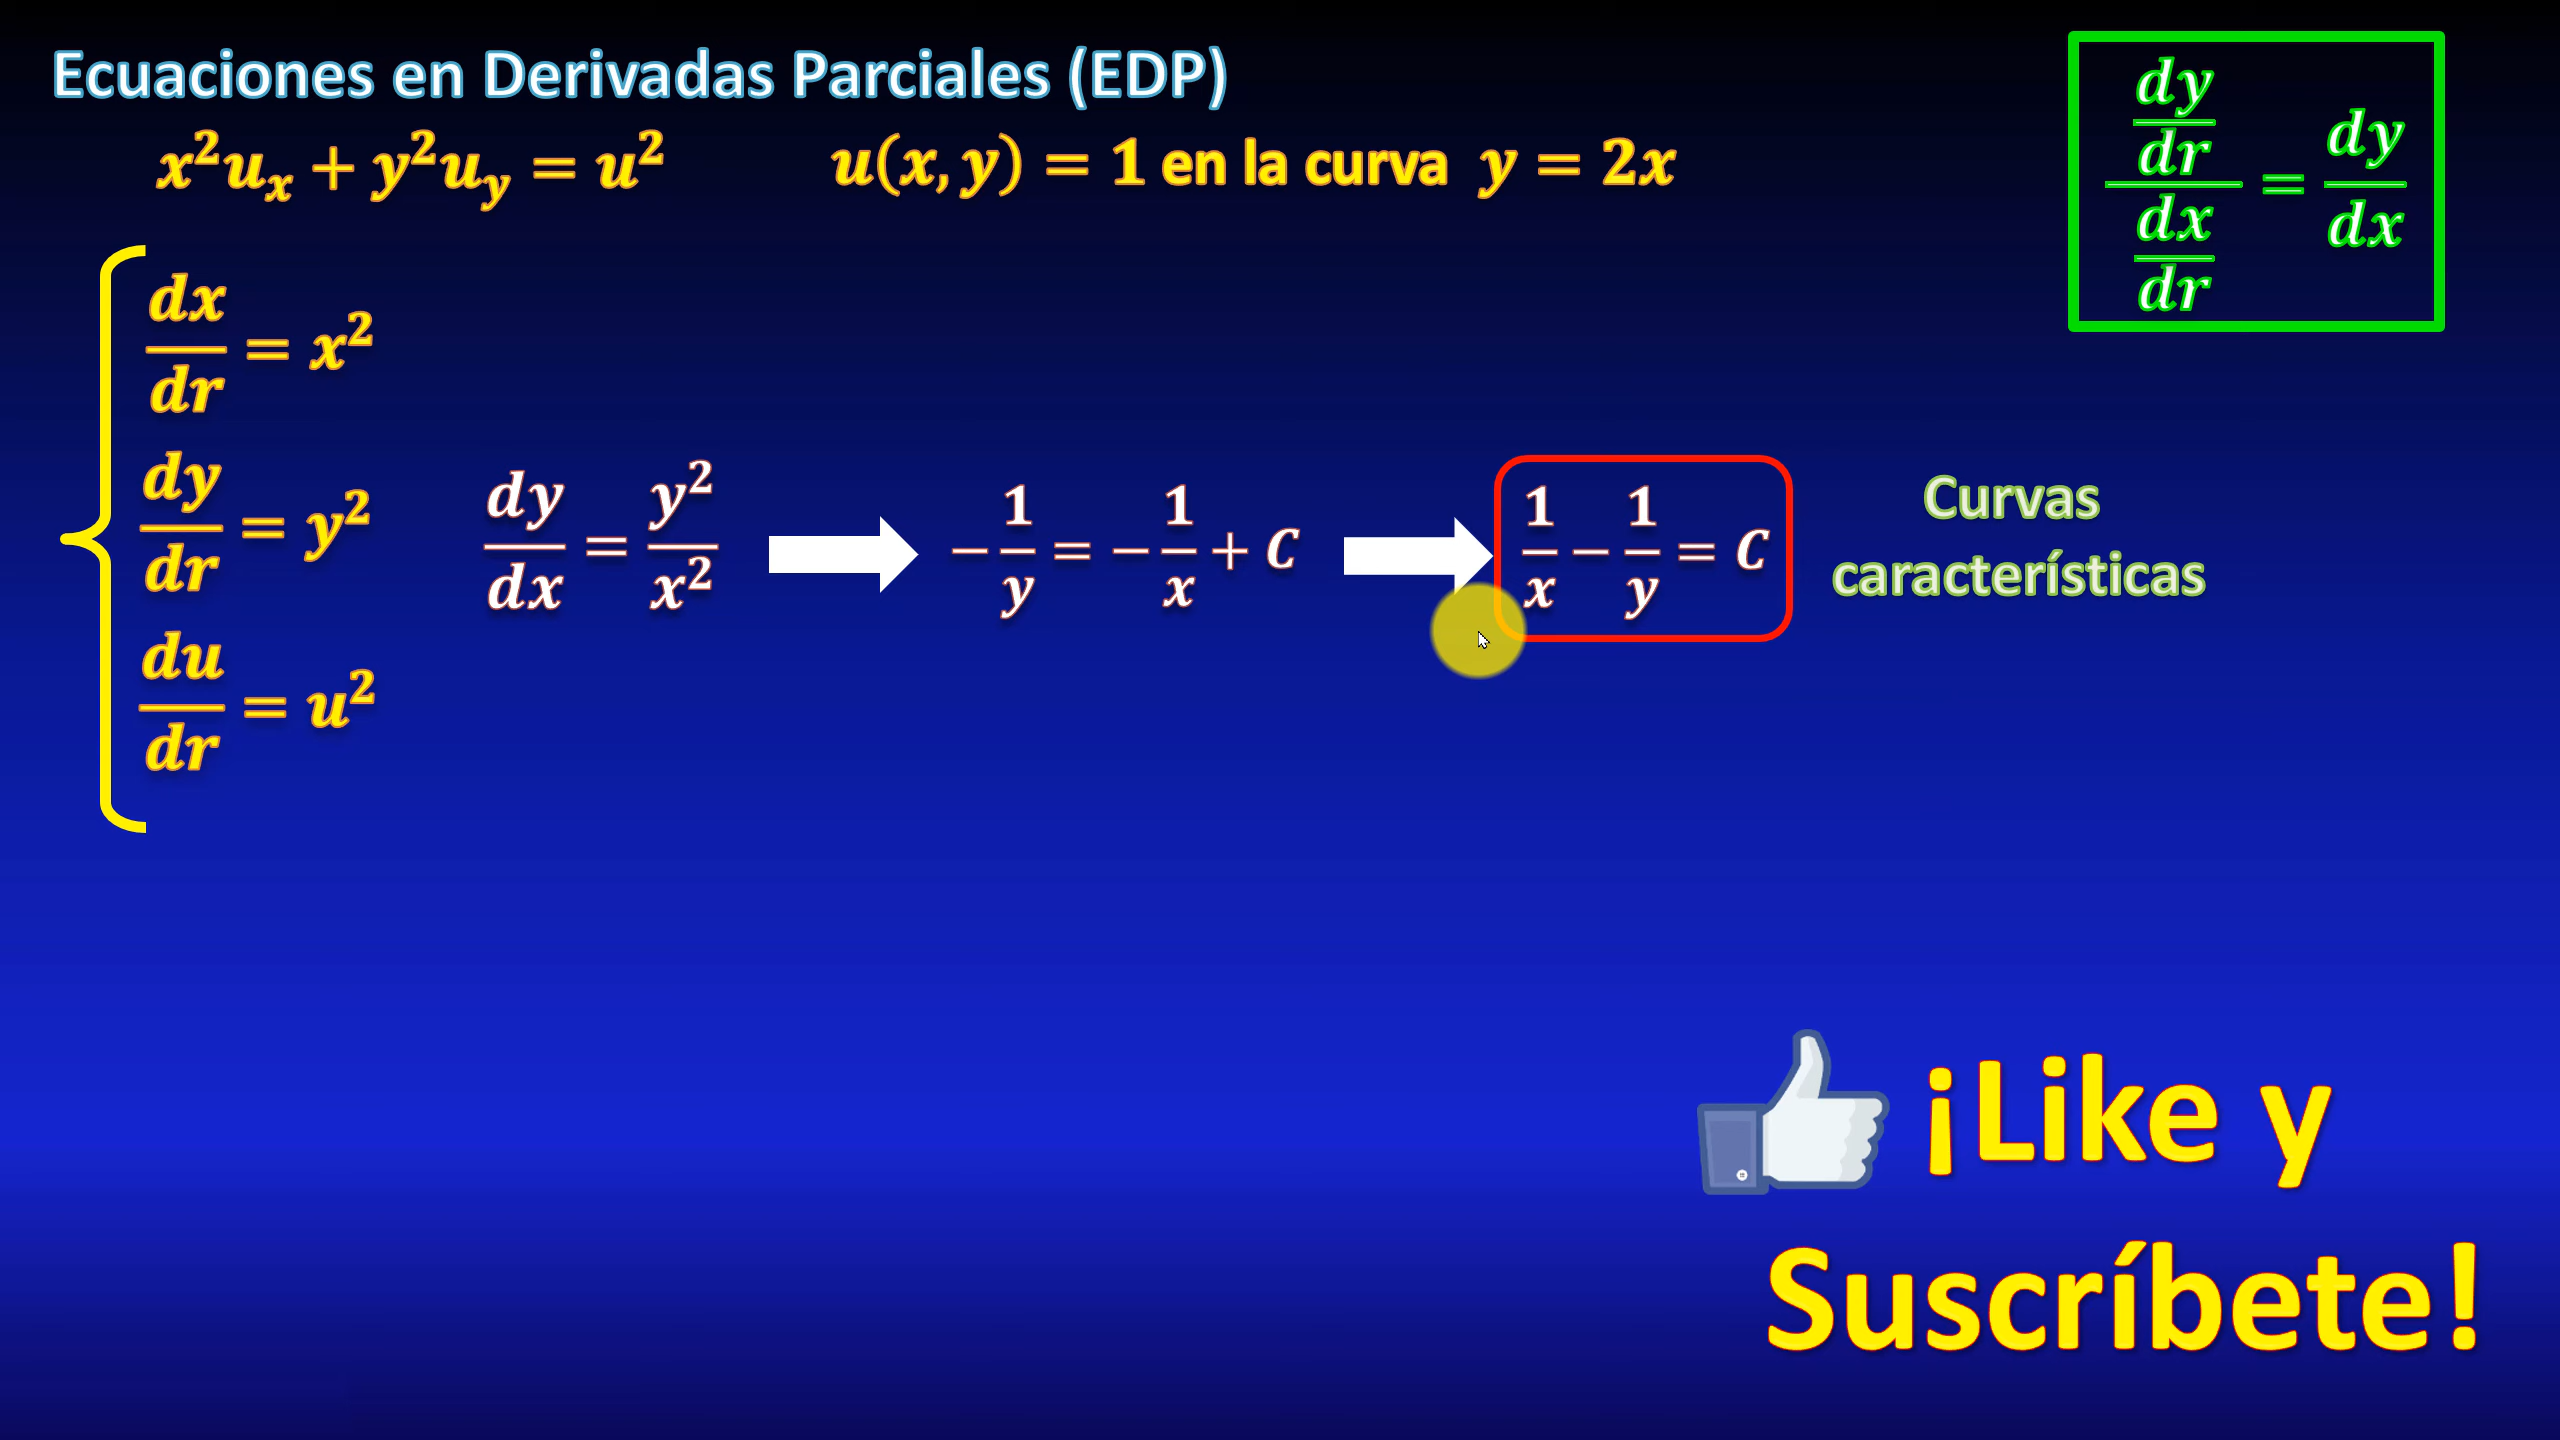 Ecuaciones en Derivadas Parciales (EDP)
x²uₓ + y²u_y = u²
u(x, y) = 1 en la curva y = 2x
(dy/dr)/(dx/dr) = dy/dx
dx/dr = x²
dy/dr = y²
du/dr = u²
dy/dx = y²/x²
−1/y = −1/x + C
1/x − 1/y = C
Curvas
características
¡Like y
Suscríbete!